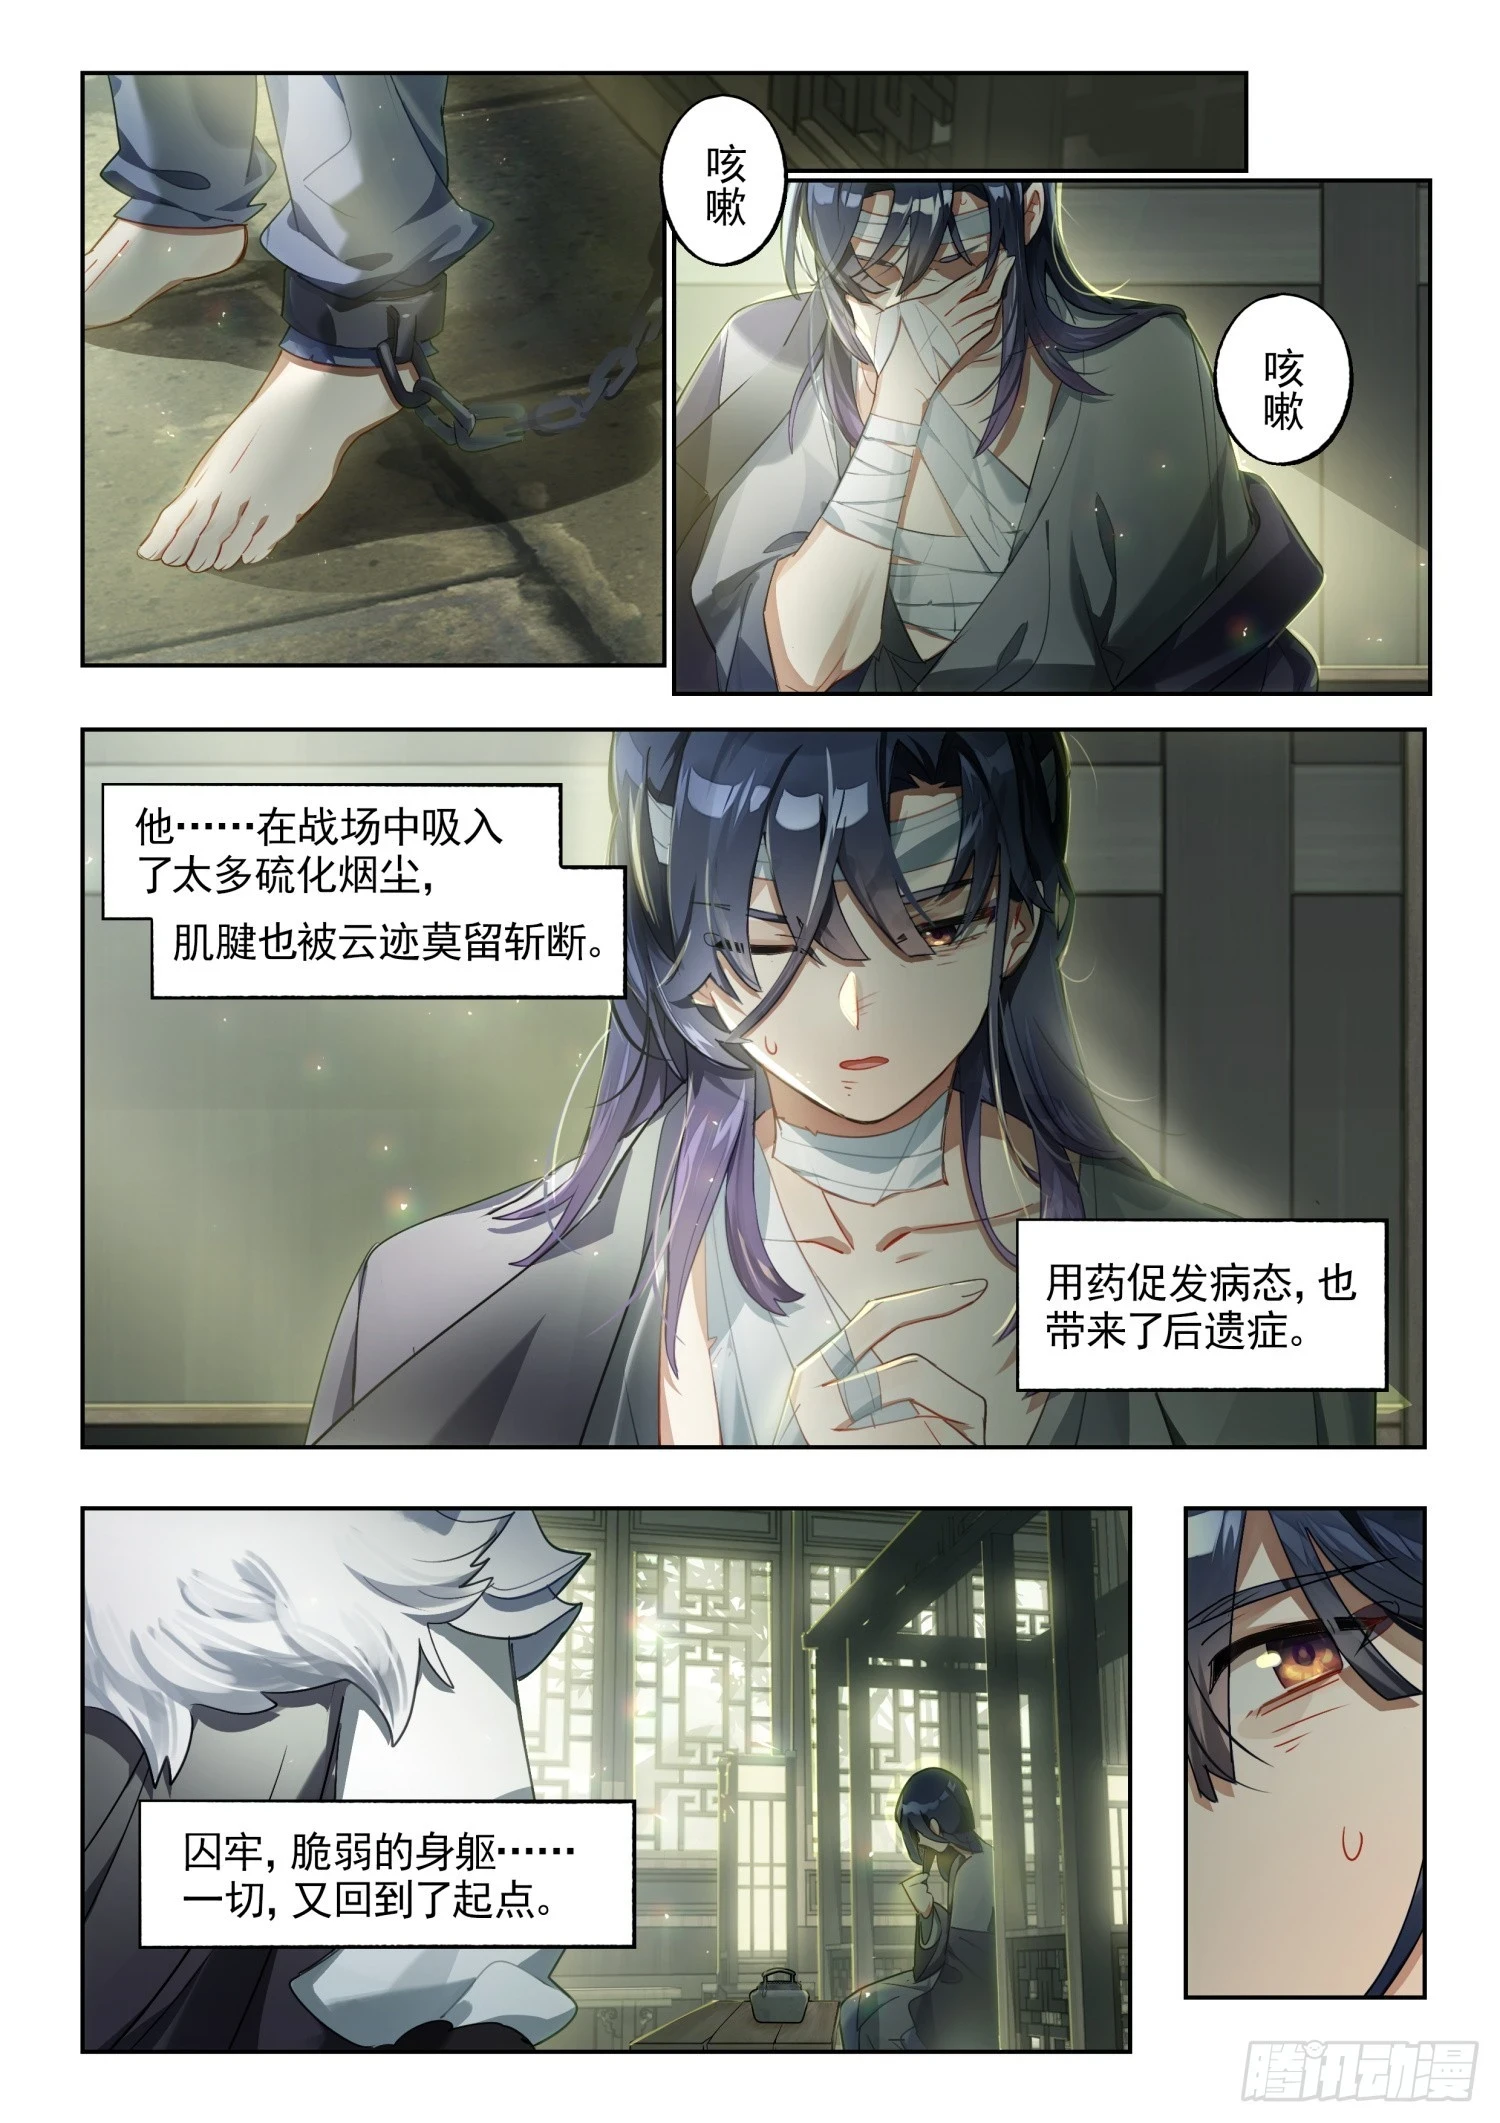 咳
嗽
咳
嗽
他……在战场中吸入
了太多硫化烟尘，
肌腱也被云迹莫留斩断。
用药促发病态，也
带来了后遗症。
囚牢，脆弱的身躯……
一切，又回到了起点。
腾讯动漫